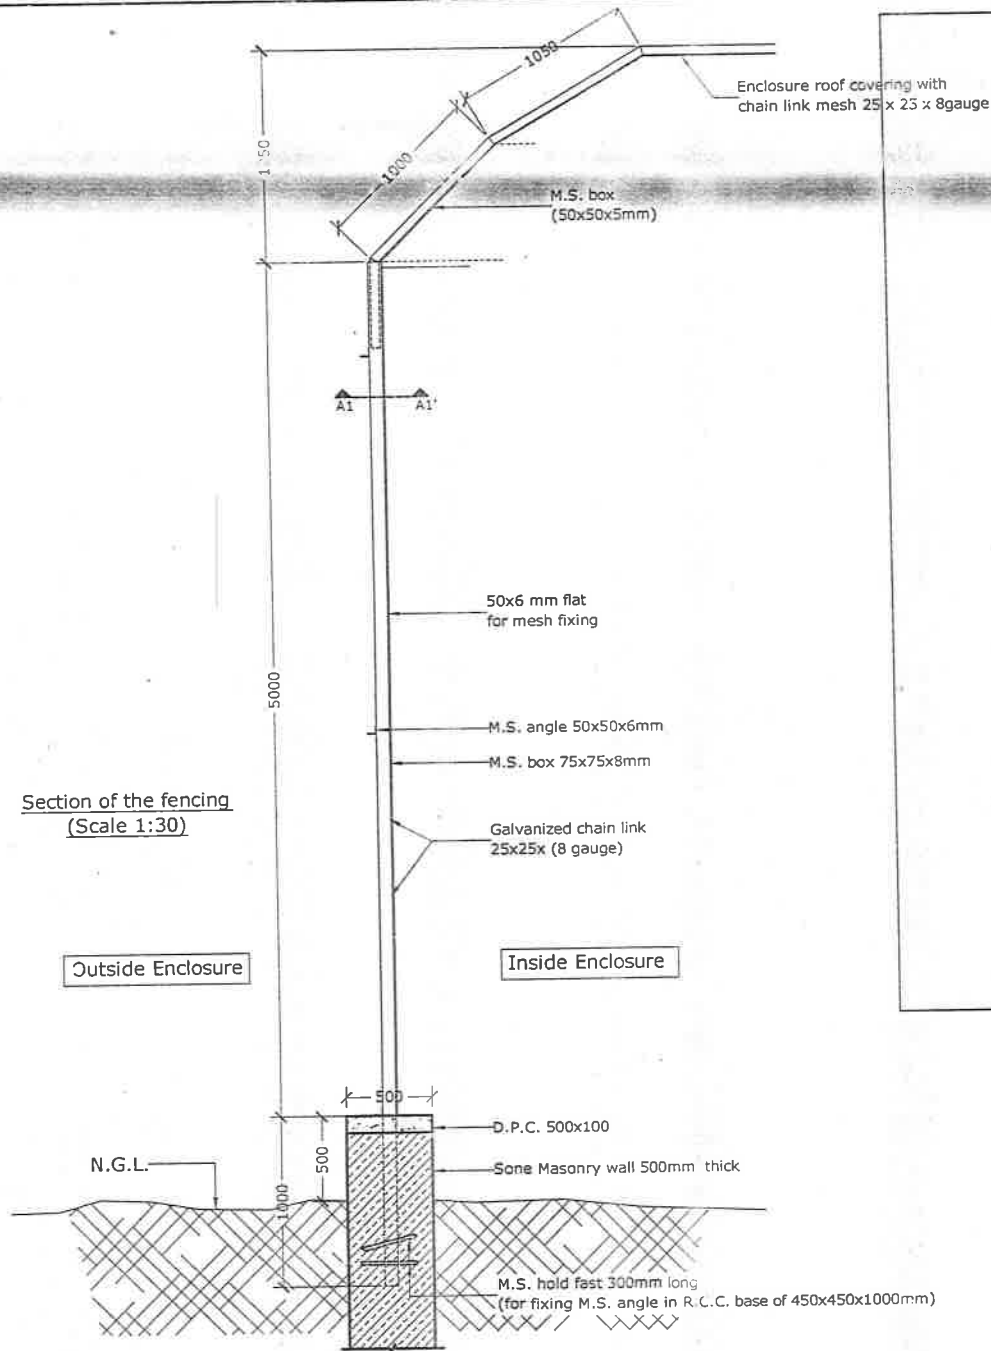 1050
Enclosure roof covering with
chain link mesh 25 x 23 x 8gauge
1000
M.S. box
(50x50x5mm)
A1 A1'
50x6 mm flat
for mesh fixing
5000
M.S. angle 50x50x6mm
M.S. box 75x75x8mm
Section of the fencing
(Scale 1:30)
Galvanized chain link
25x25x (8 gauge)
Outside Enclosure
Inside Enclosure
500
D.P.C. 500x100
500
N.G.L.
Sone Masonry wall 500mm thick
1000
M.S. hold fast 300mm long
(for fixing M.S. angle in R.C.C. base of 450x450x1000mm)